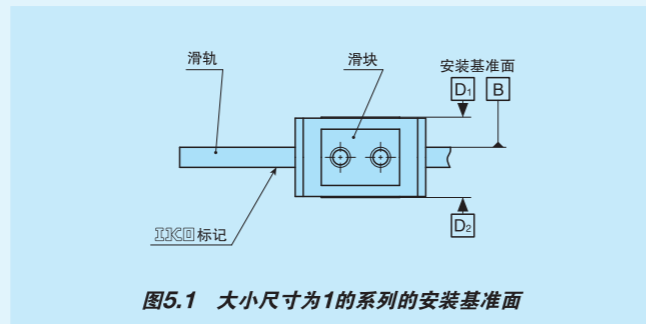 滑轨
滑块
安装基准面
D1 B
IKO标记
D2
图5.1 大小尺寸为1的系列的安装基准面